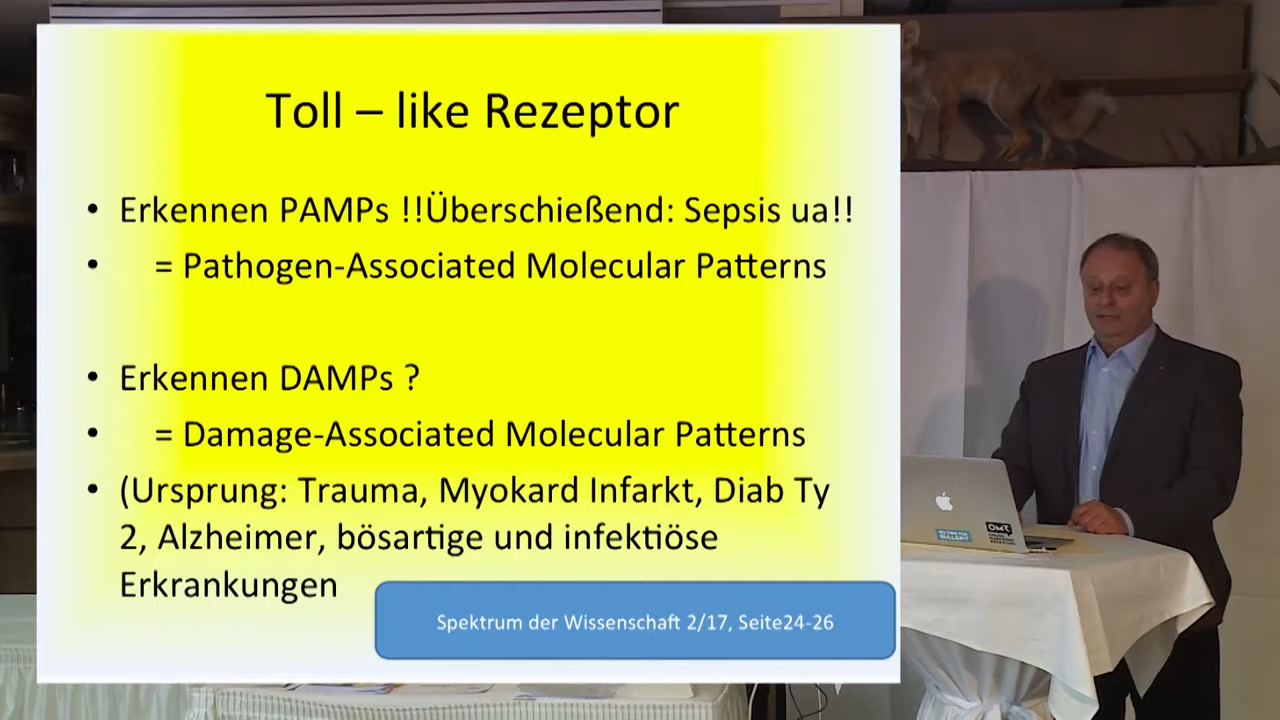 Toll – like Rezeptor
• Erkennen PAMPs !!Überschießend: Sepsis ua!!
• = Pathogen-Associated Molecular Patterns
• Erkennen DAMPs ?
• = Damage-Associated Molecular Patterns
• (Ursprung: Trauma, Myokard Infarkt, Diab Ty
2, Alzheimer, bösartige und infektiöse
Erkrankungen
Spektrum der Wissenschaft 2/17, Seite24-26
OMR